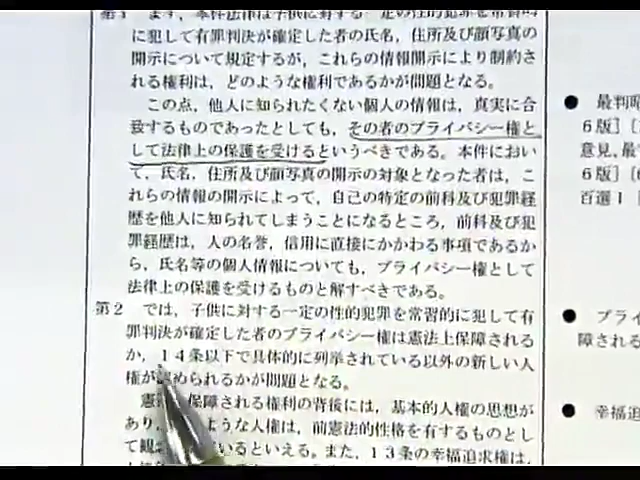 第1 まず，本件法律は子供に対する一定の性的犯罪を常習的
に犯して有罪判決が確定した者の氏名，住所及び顔写真の
開示について規定するが，これらの情報開示により制約さ
れる権利は，どのような権利であるかが問題となる。
この点，他人に知られたくない個人の情報は，真実に合
致するものであったとしても，その者のプライバシー権と
して法律上の保護を受けるというべきである。本件におい
て，氏名，住所及び顔写真の開示の対象となった者は，こ
れらの情報の開示によって，自己の特定の前科及び犯罪経
歴を他人に知られてしまうことになるところ，前科及び犯
罪経歴は，人の名誉，信用に直接にかかわる事項であるか
ら，氏名等の個人情報についても，プライバシー権として
法律上の保護を受けるものと解すべきである。
第2 では，子供に対する一定の性的犯罪を常習的に犯して有
罪判決が確定した者のプライバシー権は憲法上保障される
か，14条以下で具体的に列挙されている以外の新しい人
権が認められるかが問題となる。
憲法 保障される権利の背後には，基本的人権の思想が
あり， ような人権は，前憲法的性格を有するものとし
て観 いるといえる。また，13条の幸福追求権は，
● 最判昭
6版］［
意見、最
6版］［6
百選Ⅰ［
● プライ
障される
● 幸福追